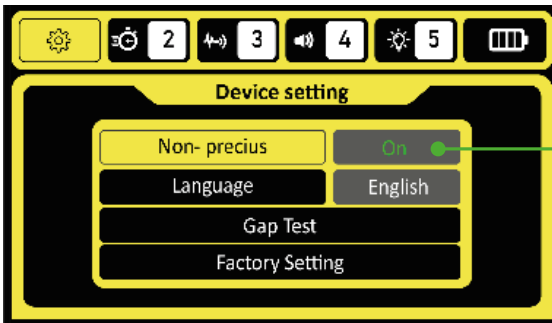 2 3 4 5
Device setting
Non- precius On
Language English
Gap Test
Factory Setting